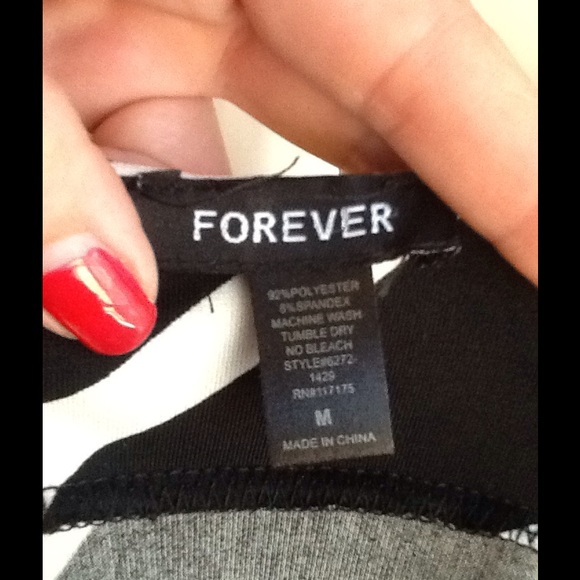 FOREVER
92%POLYESTER
8%SPANDEX
MACHINE WASH
TUMBLE DRY
NO BLEACH
STYLE#6272-
1429
RN#117175
M
MADE IN CHINA